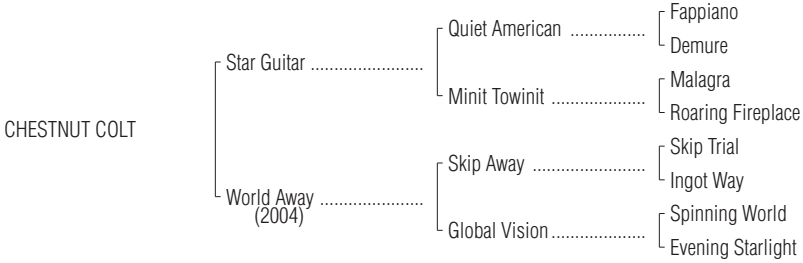 Fappiano
Quiet American ................
Demure
Star Guitar ........................
Malagra
Minit Towinit ....................
Roaring Fireplace
CHESTNUT COLT
Skip Trial
Skip Away ........................
Ingot Way
World Away ......................
(2004)
Spinning World
Global Vision ....................
Evening Starlight